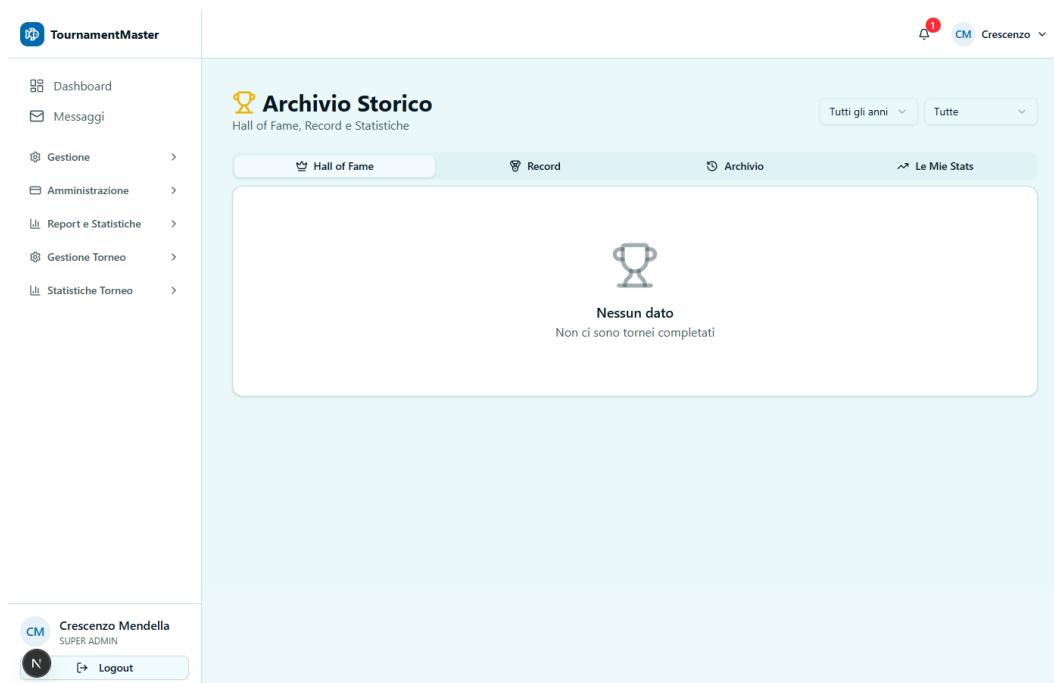 TournamentMaster
1
CM
Crescenzo
Dashboard
Messaggi
Gestione
Amministrazione
Report e Statistiche
Gestione Torneo
Statistiche Torneo
Archivio Storico
Hall of Fame, Record e Statistiche
Tutti gli anni
Tutte
Hall of Fame
Record
Archivio
Le Mie Stats
Nessun dato
Non ci sono tornei completati
CM
Crescenzo Mendella
SUPER ADMIN
N
Logout